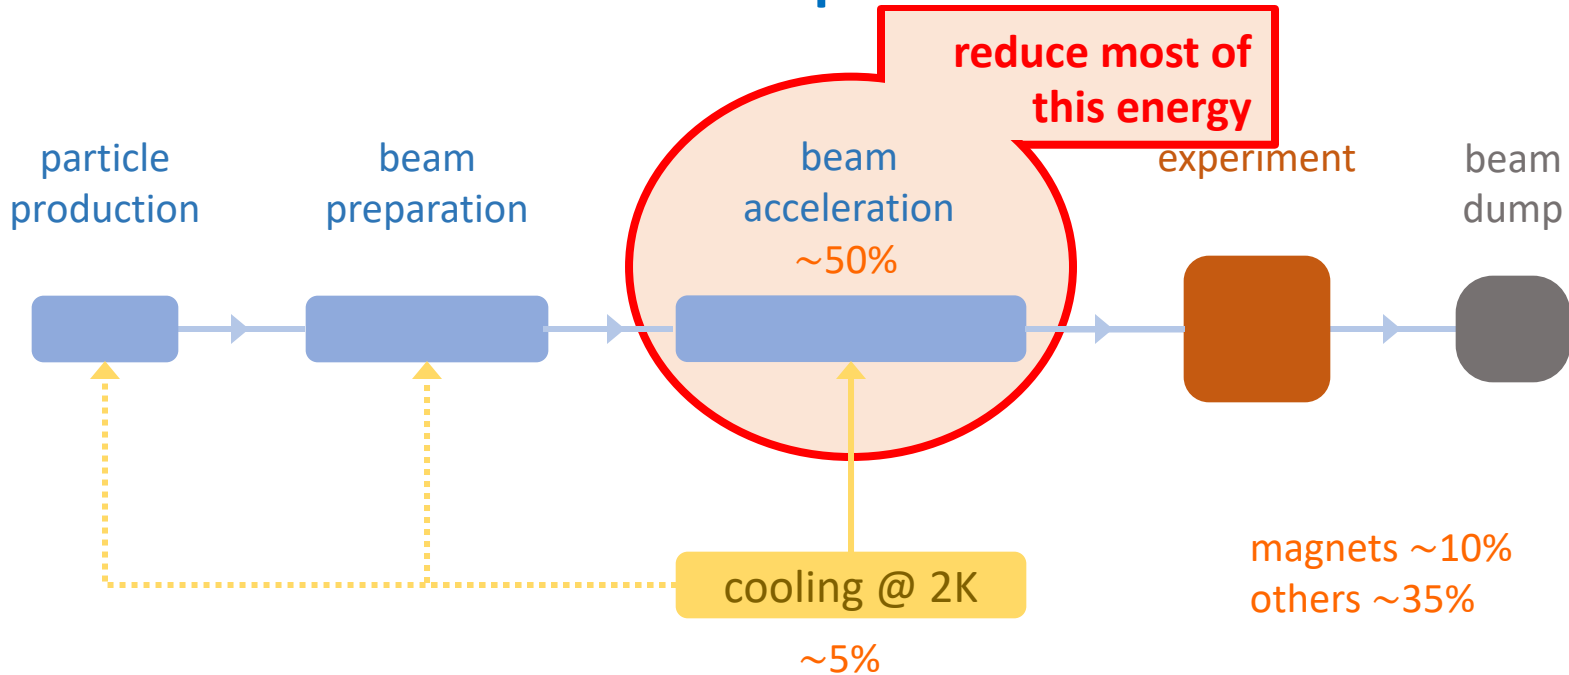 reduce most of
this energy
particle
production
beam
preparation
beam
acceleration
~50%
experiment
beam
dump
cooling @ 2K
~5%
magnets ~10%
others ~35%